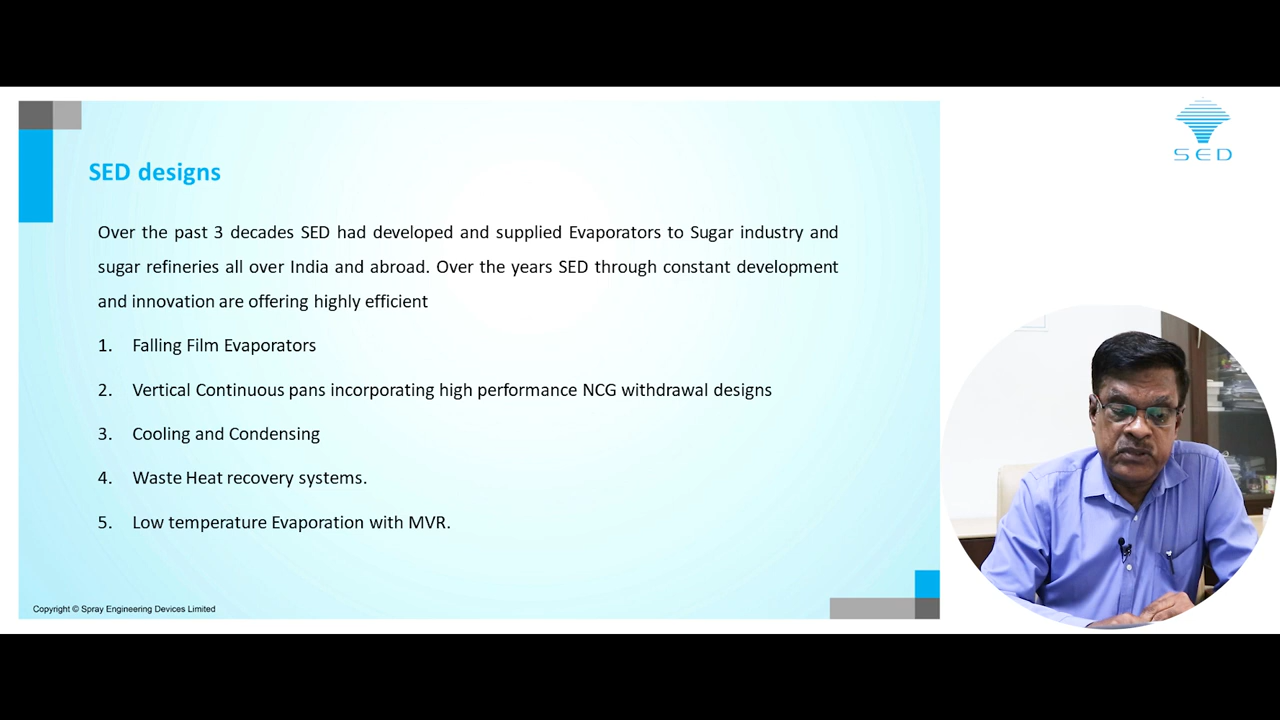 SED
SED designs
Over the past 3 decades SED had developed and supplied Evaporators to Sugar industry and
sugar refineries all over India and abroad. Over the years SED through constant development
and innovation are offering highly efficient
1. Falling Film Evaporators
2. Vertical Continuous pans incorporating high performance NCG withdrawal designs
3. Cooling and Condensing
4. Waste Heat recovery systems.
5. Low temperature Evaporation with MVR.
Copyright © Spray Engineering Devices Limited